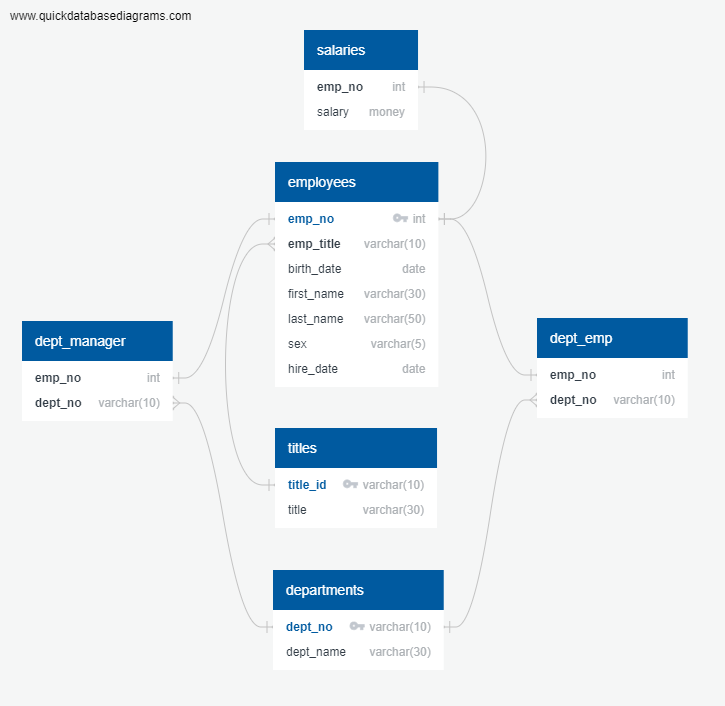 www.quickdatabasediagrams.com
salaries
emp_no int
salary money
employees
emp_no int
emp_title varchar(10)
birth_date date
first_name varchar(30)
last_name varchar(50)
sex varchar(5)
hire_date date
dept_manager
emp_no int
dept_no varchar(10)
dept_emp
emp_no int
dept_no varchar(10)
titles
title_id varchar(10)
title varchar(30)
departments
dept_no varchar(10)
dept_name varchar(30)